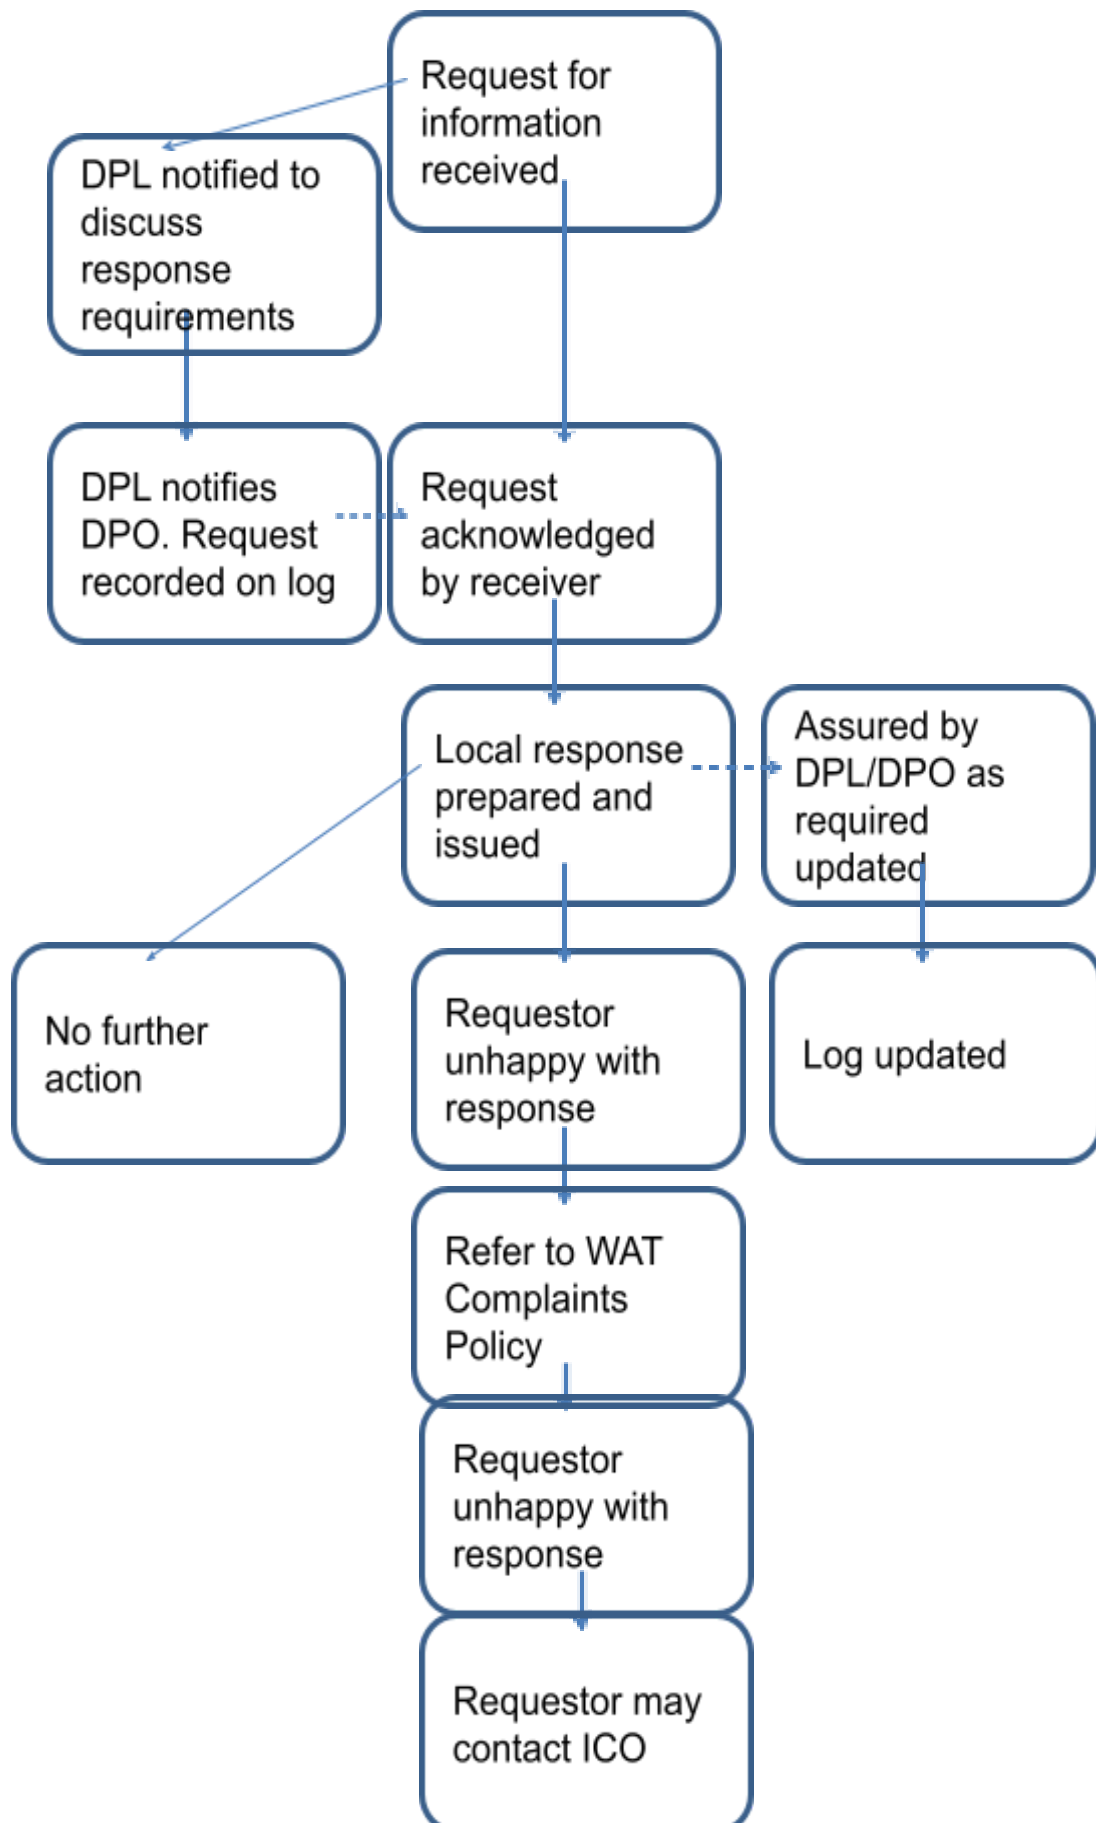 Request for
information
received
DPL notified to
discuss
response
requirements
DPL notifies
DPO. Request
recorded on log
Request
acknowledged
by receiver
Local response
prepared and
issued
Assured by
DPL/DPO as
required
updated
No further
action
Requestor
unhappy with
response
Log updated
Refer to WAT
Complaints
Policy
Requestor
unhappy with
response
Requestor may
contact ICO